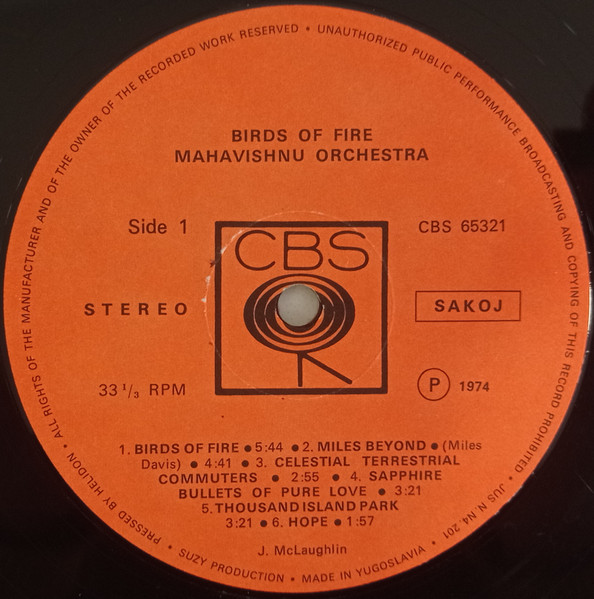 ALL RIGHTS OF THE MANUFACTURER AND OF THE OWNER OF THE RECORDED WORK RESERVED • UNAUTHORIZED PUBLIC PERFORMANCE BROADCASTING AND COPYING OF THIS RECORD PROHIBITED • JUS N.N4 201 •
BIRDS OF FIRE
MAHAVISHNU ORCHESTRA
Side 1
CBS 65321
CBS
STEREO
SAKOJ
33 1/3 RPM
P 1974
1. BIRDS OF FIRE ● 5:44 ● 2. MILES BEYOND ● (Miles
Davis) ● 4:41 ● 3. CELESTIAL TERRESTRIAL
COMMUTERS ● 2:55 ● 4. SAPPHIRE
BULLETS OF PURE LOVE ● 3:21
5. THOUSAND ISLAND PARK
3:21 ● 6. HOPE ● 1:57
J. McLaughlin
PRESSED BY HELIDON • SUZY PRODUCTION • MADE IN YUGOSLAVIA •